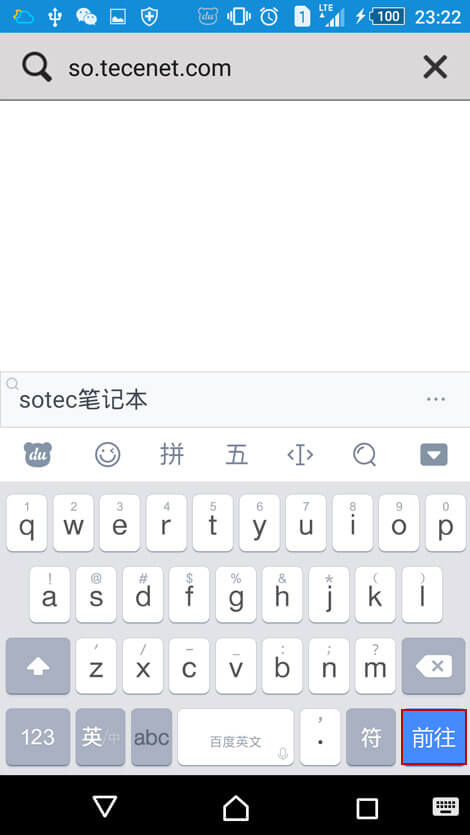 1 LTE 100 23:22
so.tecenet.com
sotec笔记本
du 拼 五
1 2 3 4 5 6 7 8 9 0
q w e r t y u i o p
! @ # $ % & * ( )
a s d f g h j k l
' / - _ : ; ?
z x c v b n m
123 英/中 abc 百度英文 , . 符 前往